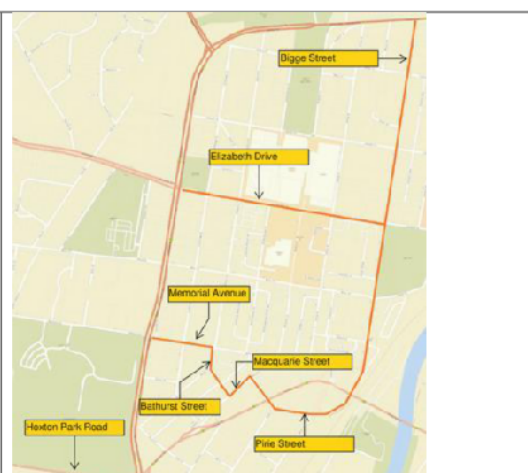 Bigge Street
Elizabeth Drive
Memorial Avenue
Macquarie Street
Bathurst Street
Hoxton Park Road
Pirie Street